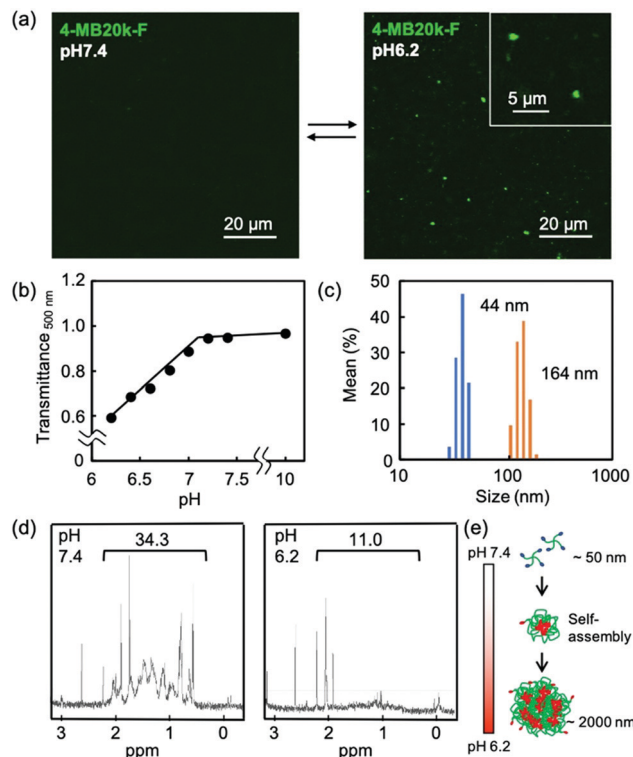 (a)
4-MB20k-F
pH7.4
20 µm
4-MB20k-F
pH6.2
5 µm
20 µm
(b)
1.2
1.0
0.8
0.6
0
Transmittance 500 nm
6 6.5 7 7.5 10
pH
(c)
50
40
30
20
10
0
Mean (%)
44 nm
164 nm
10 100 1000
Size (nm)
(d)
pH
7.4
34.3
3 2 1 0
ppm
pH
6.2
11.0
3 2 1 0
ppm
(e)
pH 7.4
~ 50 nm
Self-
assembly
~ 2000 nm
pH 6.2